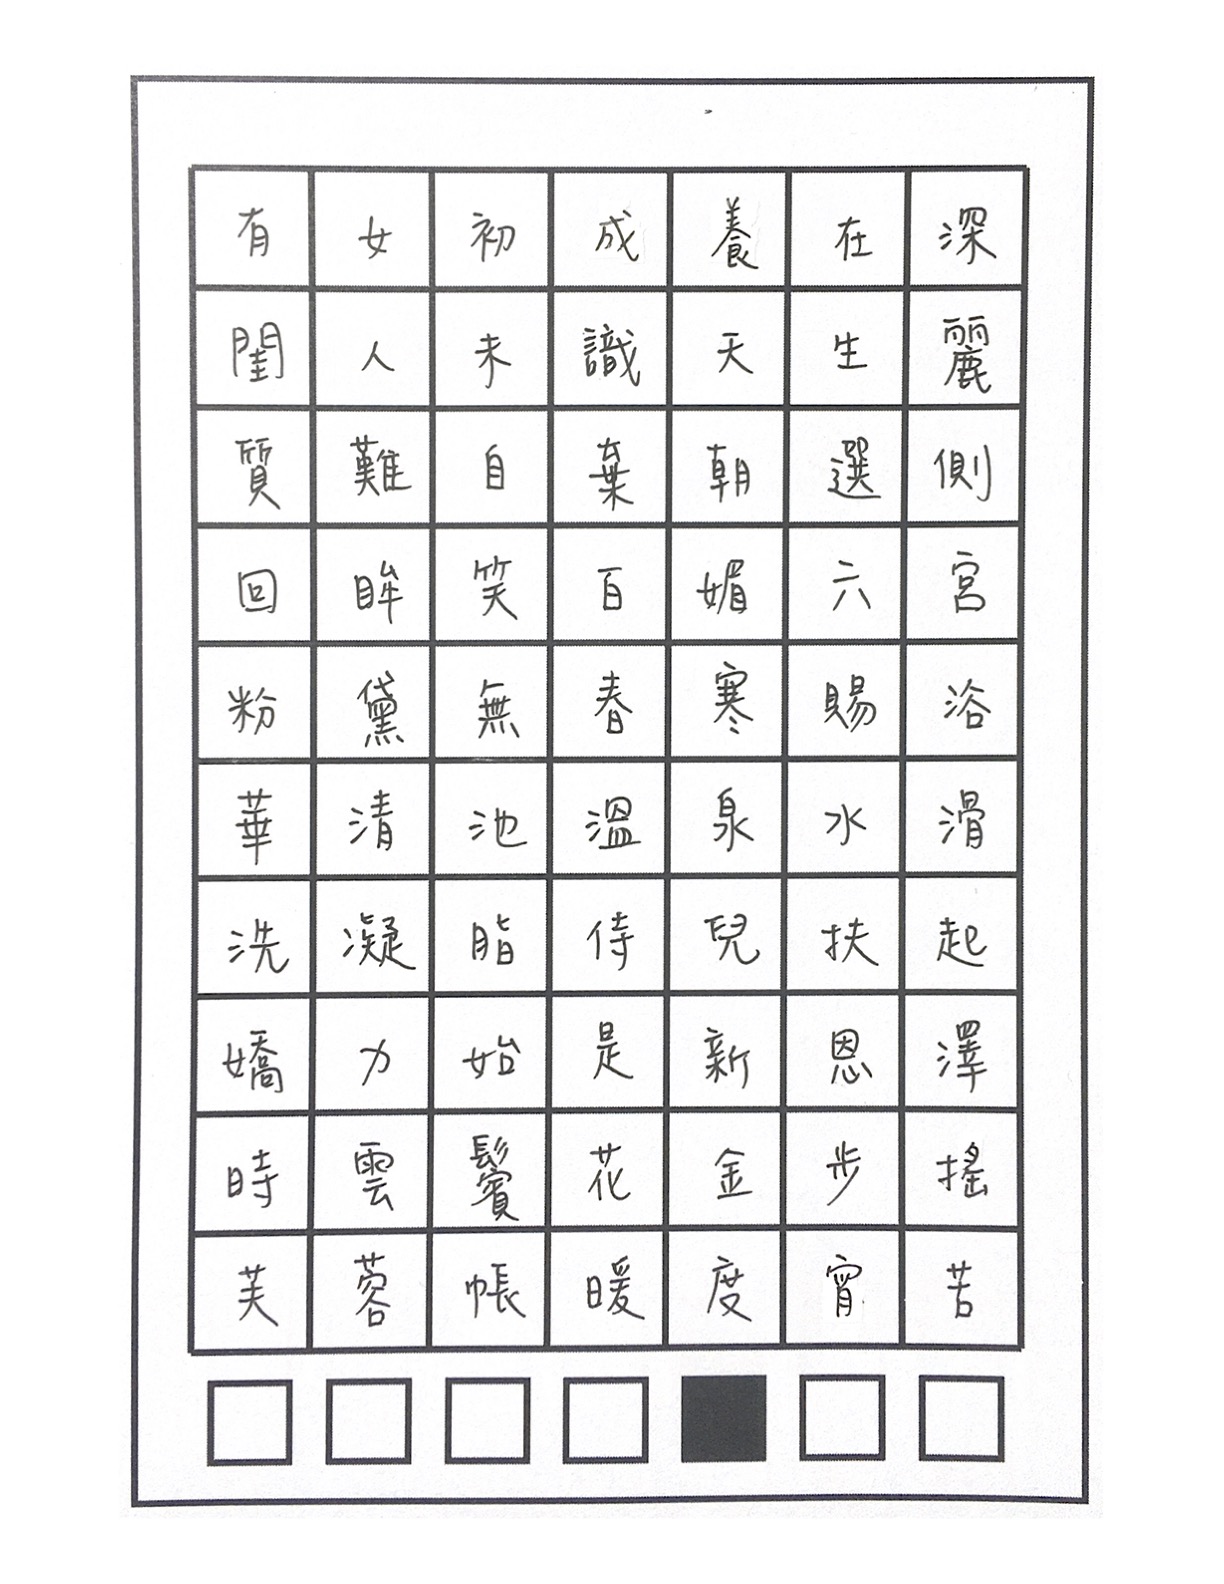 有女初成養在深
閨人未識天生麗
質難自棄朝選側
回眸笑百媚六宮
粉黛無春寒賜浴
華清池溫泉水滑
洗凝脂侍兒扶起
嬌力始是新恩澤
時雲鬢花金步搖
芙蓉帳暖度宵苦